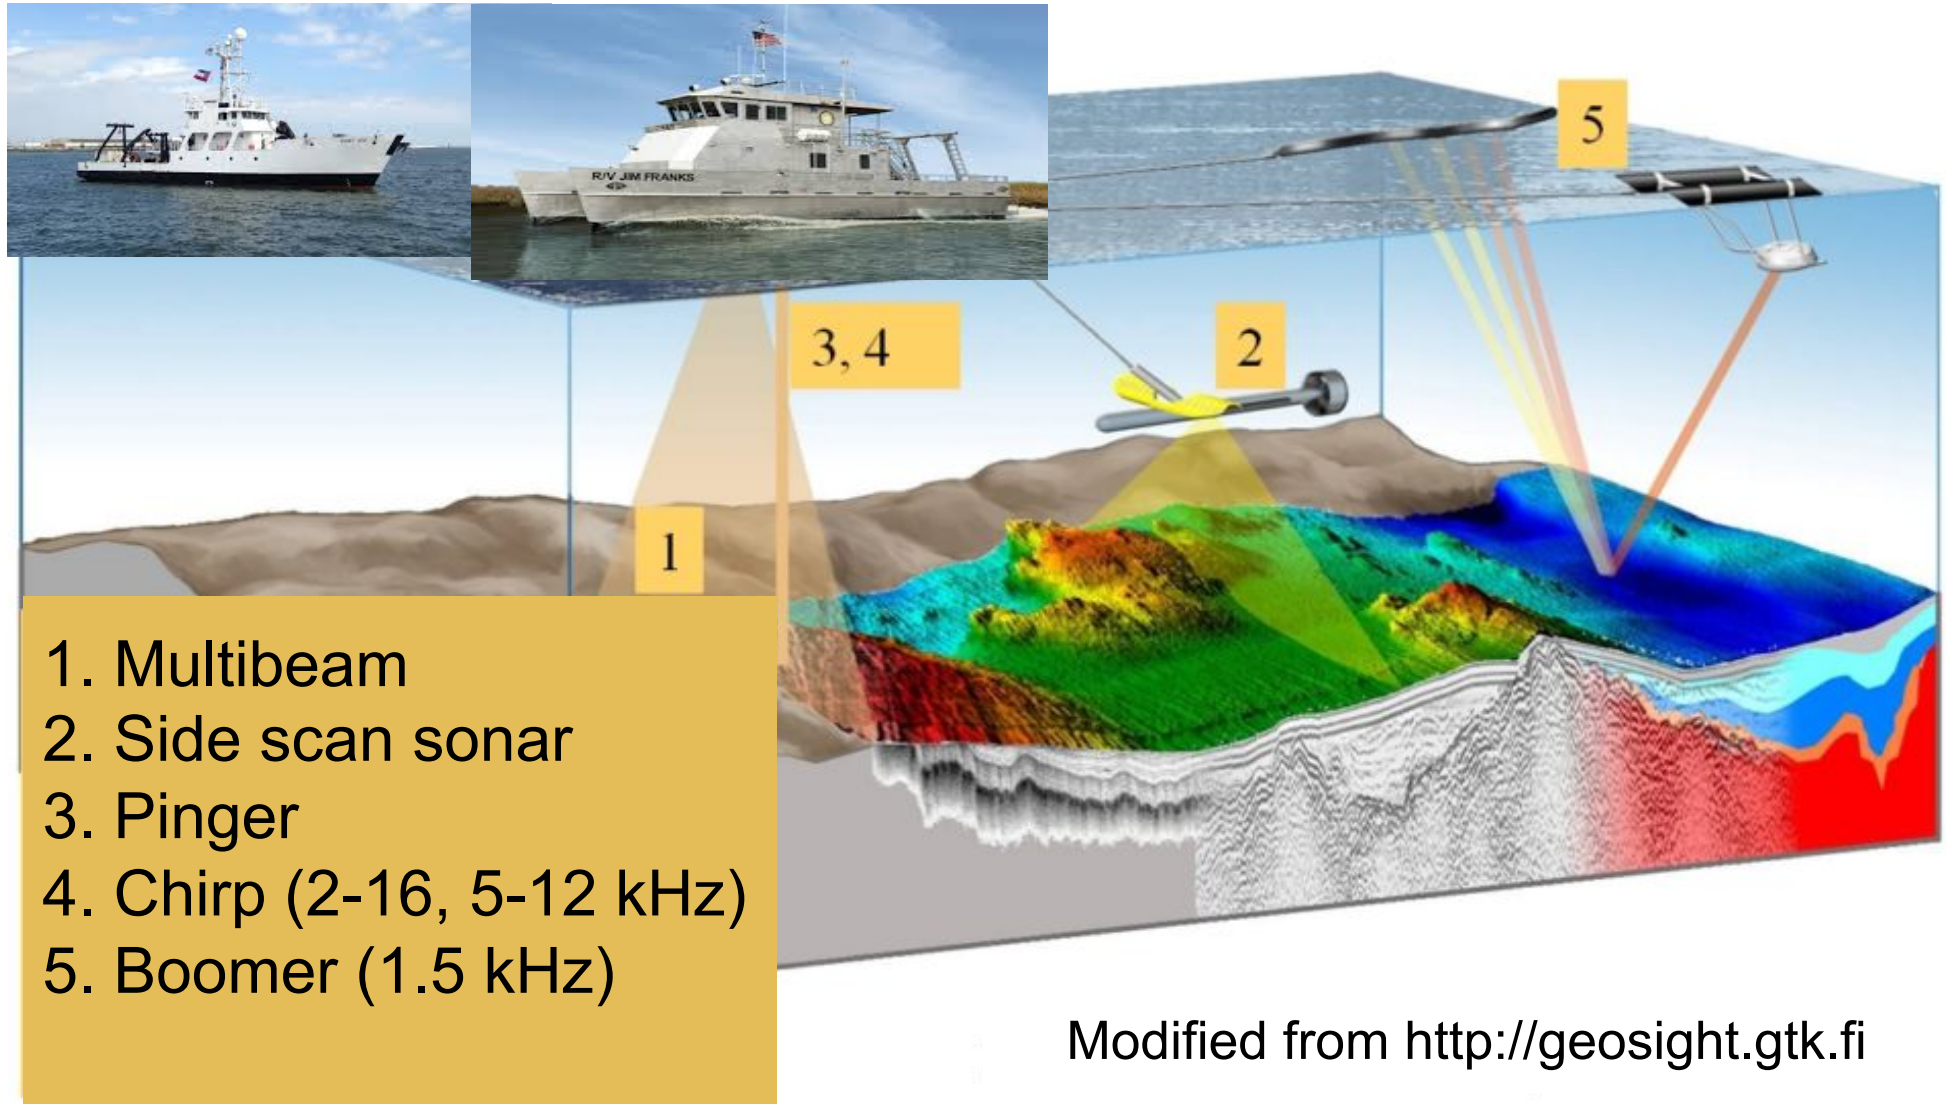 R/V JIM FRANKS
5
3, 4
2
1
1. Multibeam
2. Side scan sonar
3. Pinger
4. Chirp (2-16, 5-12 kHz)
5. Boomer (1.5 kHz)
Modified from http://geosight.gtk.fi